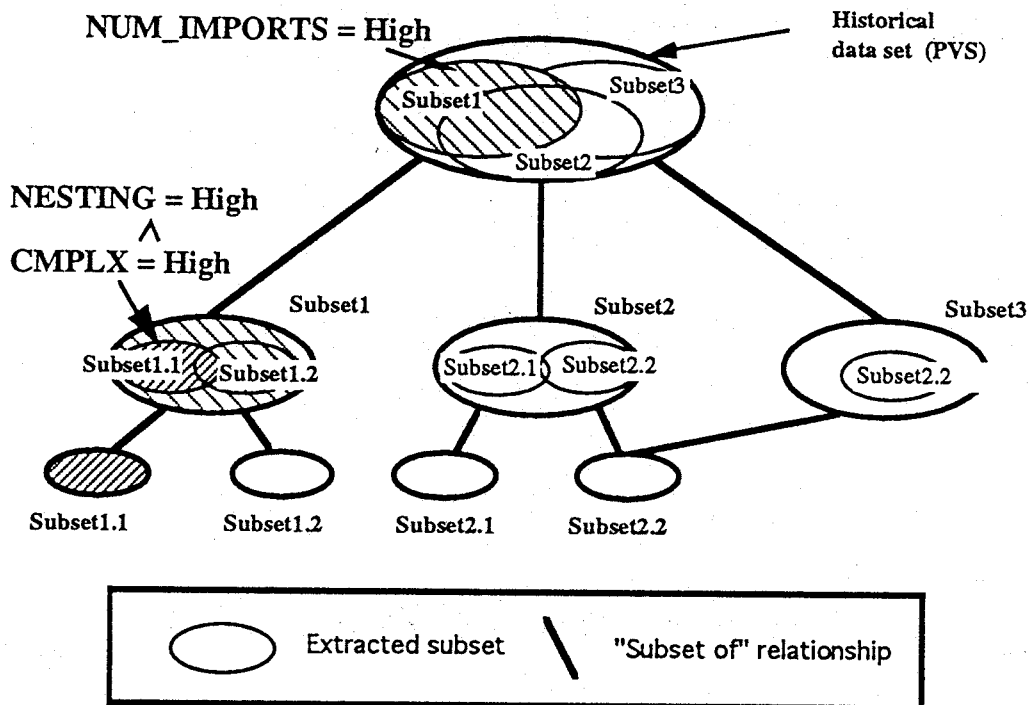 NUM_IMPORTS = High
Historical
data set (PVS)
Subset1
Subset3
Subset2
NESTING = High
^
CMPLX = High
Subset1
Subset2
Subset3
Subset1.1
Subset1.2
Subset2.1
Subset2.2
Subset2.2
Subset1.1
Subset1.2
Subset2.1
Subset2.2
Extracted subset
"Subset of" relationship